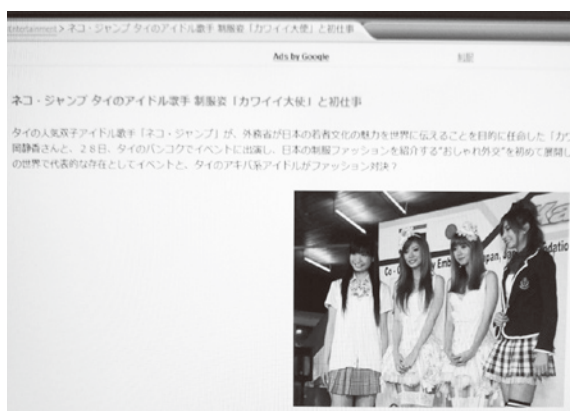 Entertainment > ネコ・ジャンプ タイのアイドル歌手 制服姿「カワイイ大使」と初仕事
Ads by Google
ネコ・ジャンプ タイのアイドル歌手 制服姿「カワイイ大使」と初仕事
タイの人気双子アイドル歌手「ネコ・ジャンプ」が、外務省が日本の若者文化の魅力を世界に伝えることを目的に任命した「カワ
岡静香さんと、２８日、タイのバンコクでイベントに出演し、日本の制服ファッションを紹介する“おしゃれ外交”を初めて展開し
の世界で代表的な存在としてイベントと、タイのアキバ系アイドルがファッション対決？
Ka
Co-
y Emb
apan, Ja
ndatio